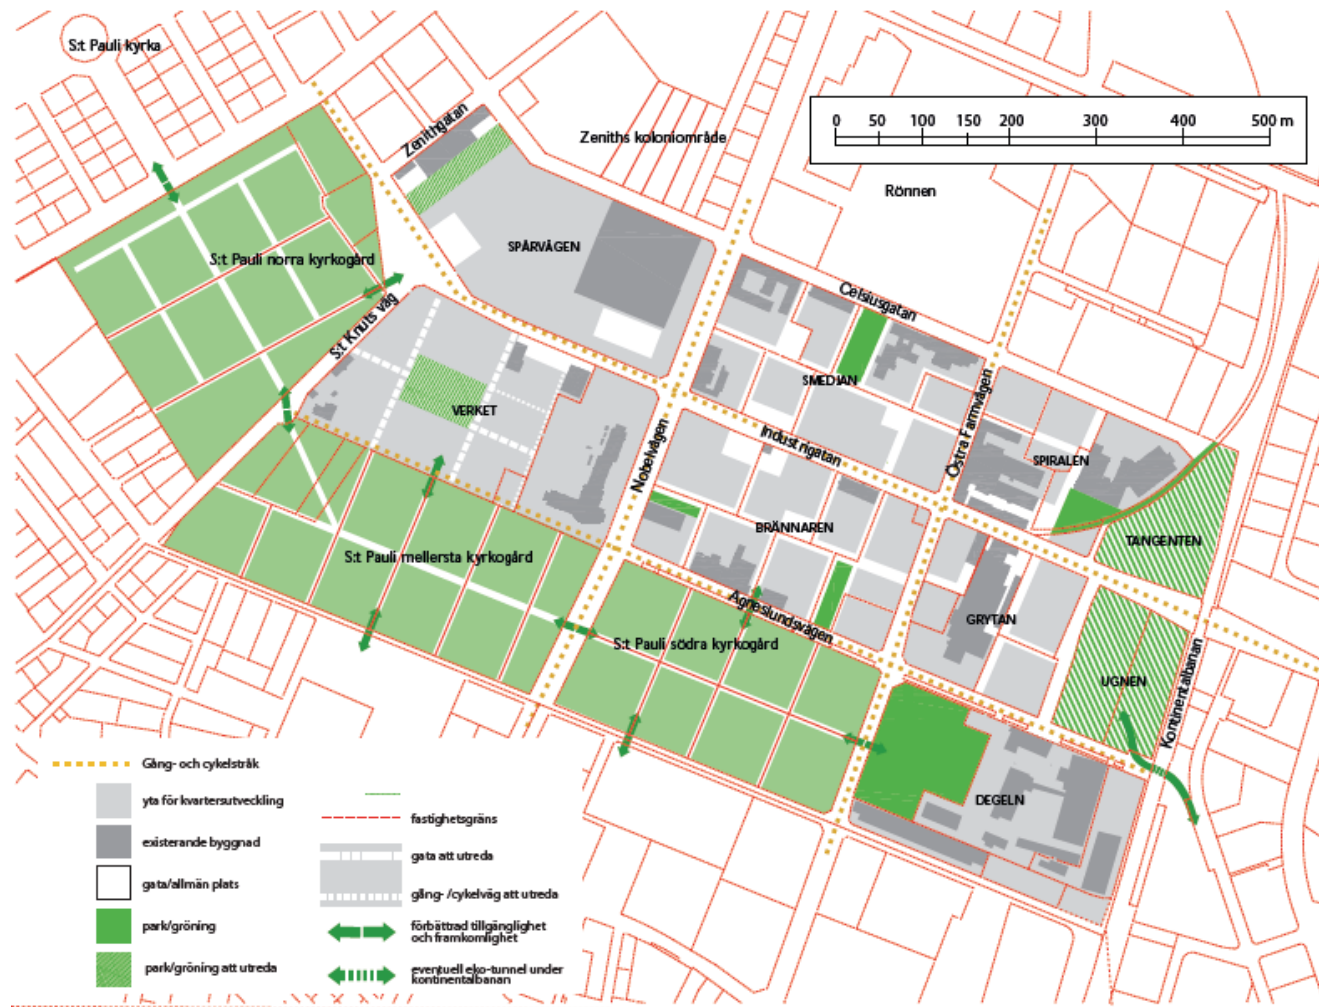 S:t Pauli kyrka
Zenithgatan
Zeniths koloniområde
0 50 100 150 200 300 400 500 m
Rönnen
SPÅRVÄGEN
S:t Pauli norra kyrkogård
Celsiusgatan
S:t Knuts väg
SMEDJAN
VERKET
Östra Farmvägen
Industrigatan
Nobelvägen
SPIRALEN
BRÄNNAREN
TANGENTEN
S:t Pauli mellersta kyrkogård
Agneslundsvägen
GRYTAN
S:t Pauli södra kyrkogård
UGNEN
Kontinentalbanan
DEGELN
Gång- och cykelstråk
yta för kvartersutveckling
existerande byggnad
gata/allmän plats
park/gröning
park/gröning att utreda
fastighetsgräns
gata att utreda
gång- /cykelväg att utreda
förbättrad tillgänglighet
och framkomlighet
eventuell eko-tunnel under
kontinentalbanan